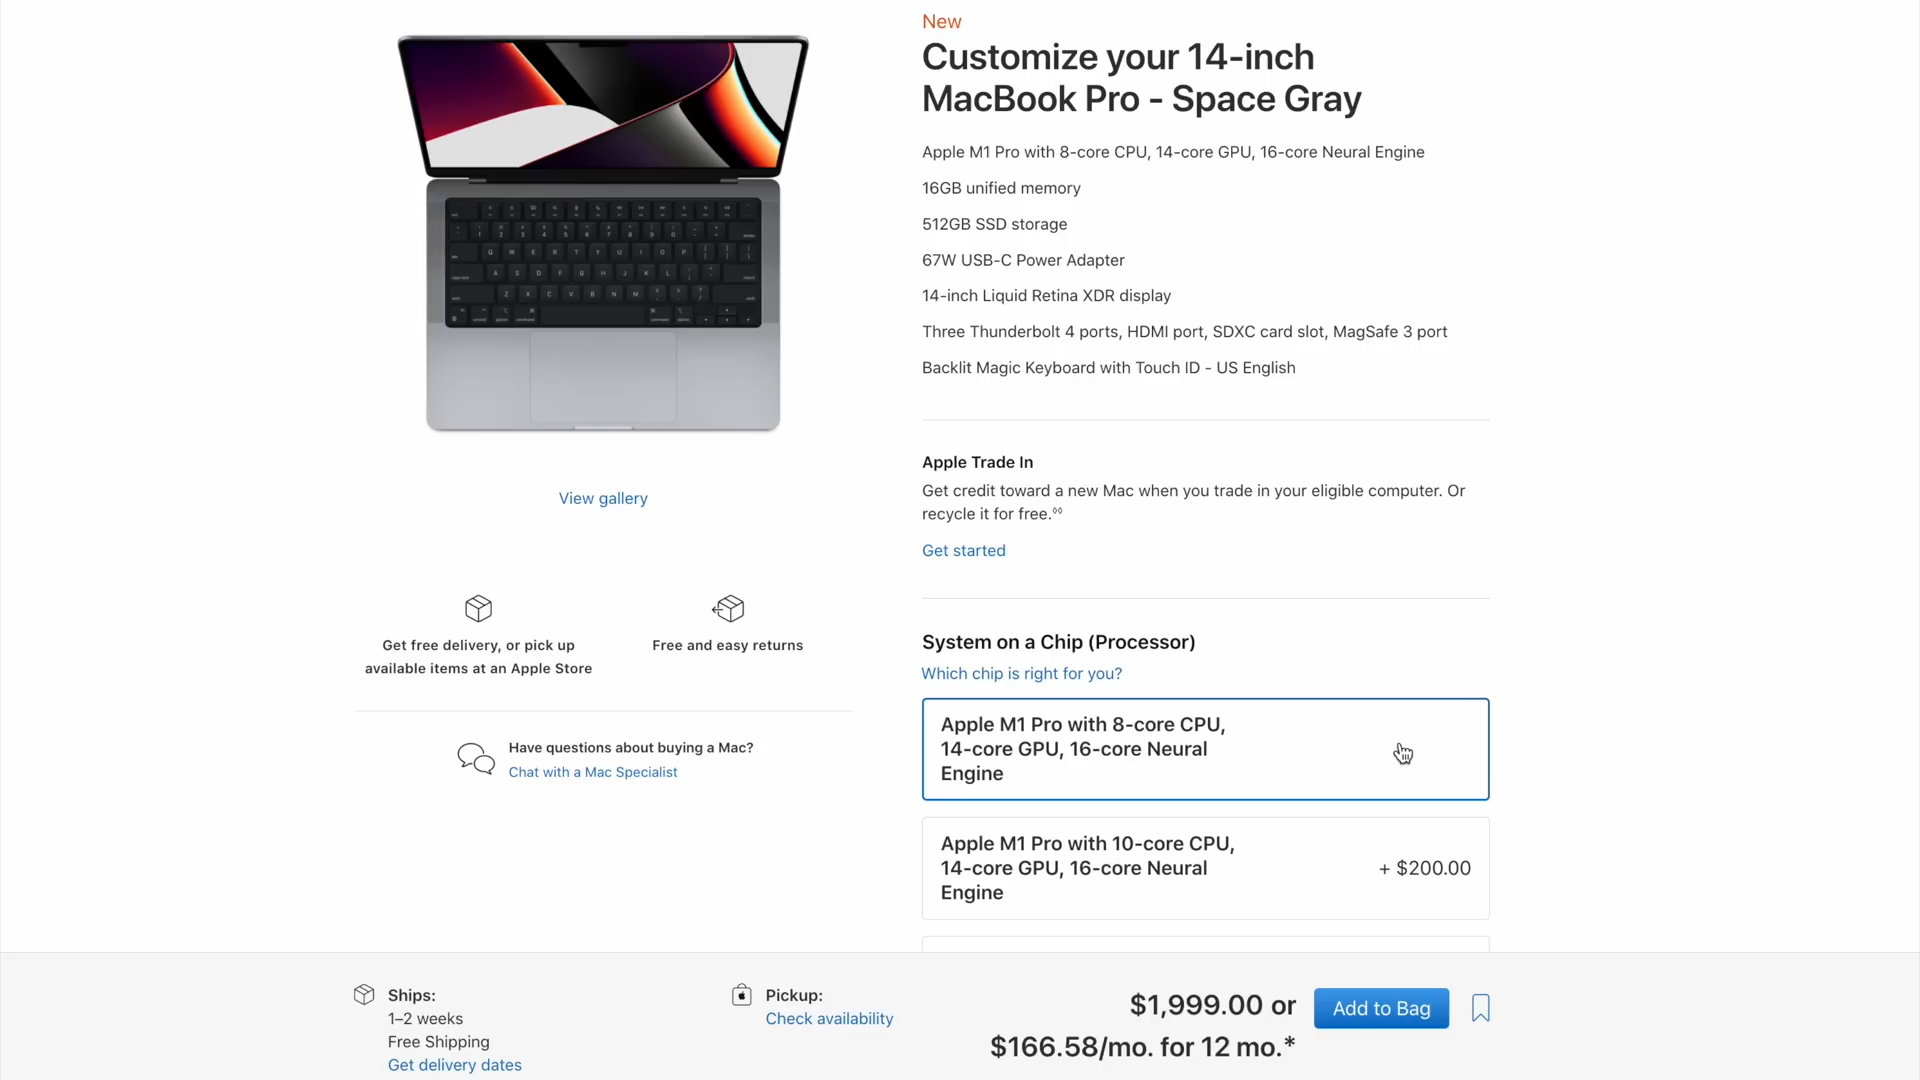 New
Customize your 14-inch
MacBook Pro - Space Gray
Apple M1 Pro with 8-core CPU, 14-core GPU, 16-core Neural Engine
16GB unified memory
512GB SSD storage
67W USB-C Power Adapter
14-inch Liquid Retina XDR display
Three Thunderbolt 4 ports, HDMI port, SDXC card slot, MagSafe 3 port
Backlit Magic Keyboard with Touch ID - US English
View gallery
Get free delivery, or pick up
available items at an Apple Store
Free and easy returns
Have questions about buying a Mac?
Chat with a Mac Specialist
Apple Trade In
Get credit toward a new Mac when you trade in your eligible computer. Or
recycle it for free.◊◊
Get started
System on a Chip (Processor)
Which chip is right for you?
Apple M1 Pro with 8-core CPU,
14-core GPU, 16-core Neural
Engine
Apple M1 Pro with 10-core CPU,
14-core GPU, 16-core Neural
Engine
+ $200.00
Ships:
1–2 weeks
Free Shipping
Get delivery dates
Pickup:
Check availability
$1,999.00 or
$166.58/mo. for 12 mo.*
Add to Bag